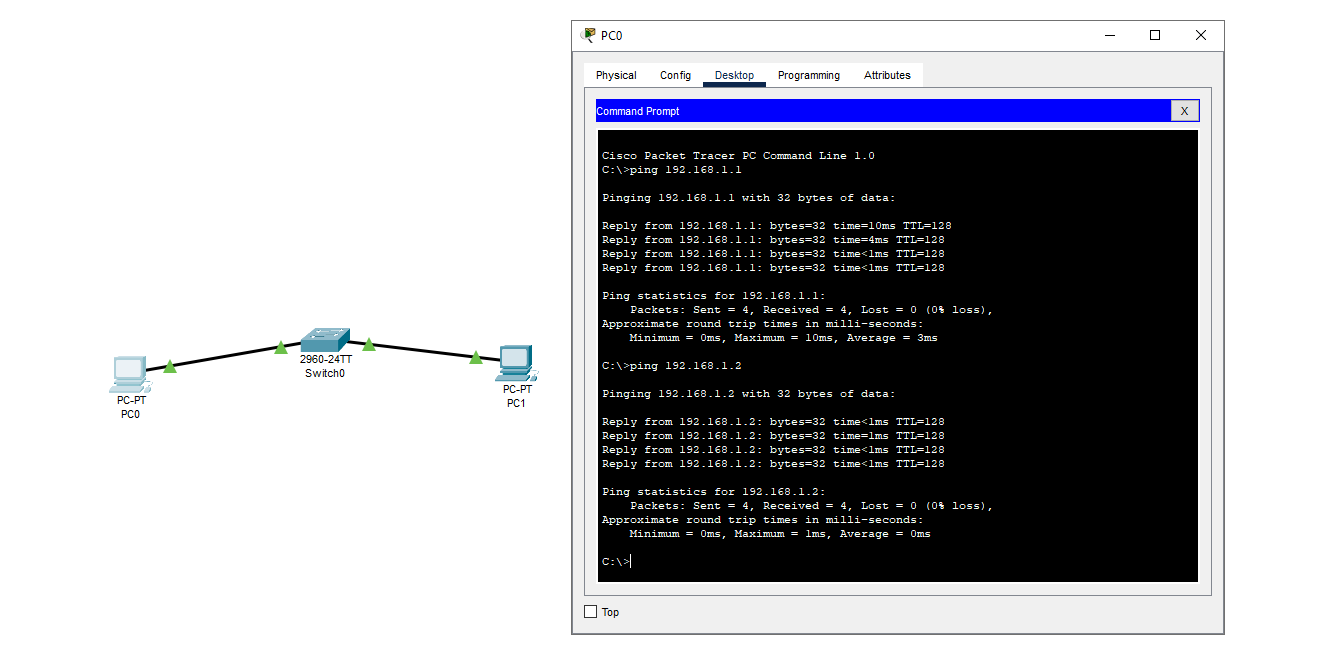 PC0
Physical Config Desktop Programming Attributes
Command Prompt X
Cisco Packet Tracer PC Command Line 1.0
C:\>ping 192.168.1.1
Pinging 192.168.1.1 with 32 bytes of data:
Reply from 192.168.1.1: bytes=32 time=10ms TTL=128
Reply from 192.168.1.1: bytes=32 time=4ms TTL=128
Reply from 192.168.1.1: bytes=32 time<1ms TTL=128
Reply from 192.168.1.1: bytes=32 time<1ms TTL=128
Ping statistics for 192.168.1.1:
Packets: Sent = 4, Received = 4, Lost = 0 (0% loss),
Approximate round trip times in milli-seconds:
Minimum = 0ms, Maximum = 10ms, Average = 3ms
C:\>ping 192.168.1.2
Pinging 192.168.1.2 with 32 bytes of data:
Reply from 192.168.1.2: bytes=32 time<1ms TTL=128
Reply from 192.168.1.2: bytes=32 time=1ms TTL=128
Reply from 192.168.1.2: bytes=32 time<1ms TTL=128
Reply from 192.168.1.2: bytes=32 time<1ms TTL=128
Ping statistics for 192.168.1.2:
Packets: Sent = 4, Received = 4, Lost = 0 (0% loss),
Approximate round trip times in milli-seconds:
Minimum = 0ms, Maximum = 1ms, Average = 0ms
C:\>
Top
2960-24TT
Switch0
PC-PT
PC0
PC-PT
PC1